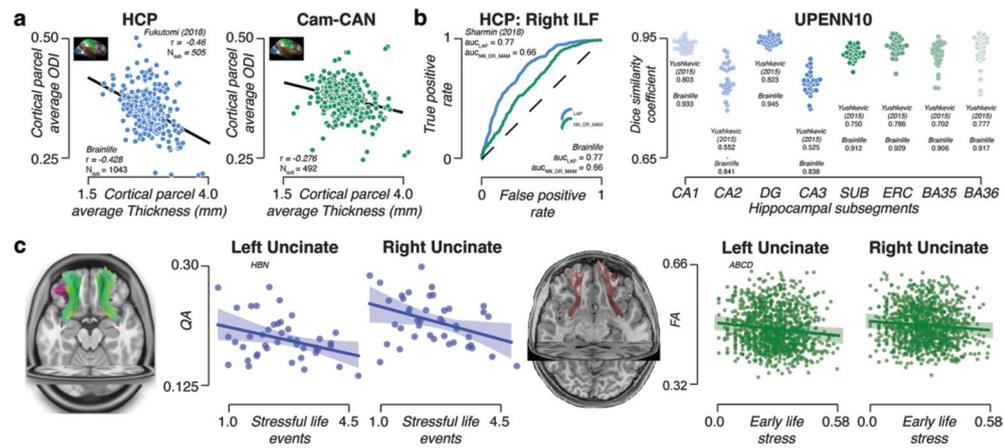 a
HCP
Fukutomi (2018)
r = -0.46
Nsub = 505
0.50
Cortical parcel
average ODI
0.25
Brainlife
r = -0.428
Nsub = 1043
1.5 Cortical parcel 4.0
average Thickness (mm)
Cam-CAN
0.50
Cortical parcel
average ODI
0.25
r = -0.276
Nsub = 492
1.5 Cortical parcel 4.0
average Thickness (mm)
b
HCP: Right ILF
Sharmin (2018)
aucLAP = 0.77
aucNN_DR_MAM = 0.66
1
True positive
rate
0
LAP
NN_DR_MAM
Brainlife
aucLAP = 0.77
aucNN_DR_MAM = 0.66
0 False positive 1
rate
UPENN10
0.95
Dice similarity
coefficient
0.65
Yushkevic
(2015)
0.803
Brainlife
0.933
Yushkevic
(2015)
0.552
Brainlife
0.841
Yushkevic
(2015)
0.823
Brainlife
0.945
Yushkevic
(2015)
0.525
Brainlife
0.838
Yushkevic
(2015)
0.750
Brainlife
0.912
Yushkevic
(2015)
0.786
Brainlife
0.929
Yushkevic
(2015)
0.702
Brainlife
0.906
Yushkevic
(2015)
0.777
Brainlife
0.917
CA1 CA2 DG CA3 SUB ERC BA35 BA36
Hippocampal subsegments
c
Left Uncinate
HBN
0.30
QA
0.125
1.0 Stressful life 4.5
events
Right Uncinate
1.0 Stressful life 4.5
events
Left Uncinate
ABCD
0.66
FA
0.32
0.0 Early life 0.58
stress
Right Uncinate
0.0 Early life 0.58
stress